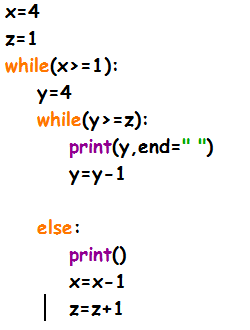 x=4
z=1
while(x>=1):
    y=4
    while(y>=z):
        print(y,end=" ")
        y=y-1

    else:
        print()
        x=x-1
        z=z+1